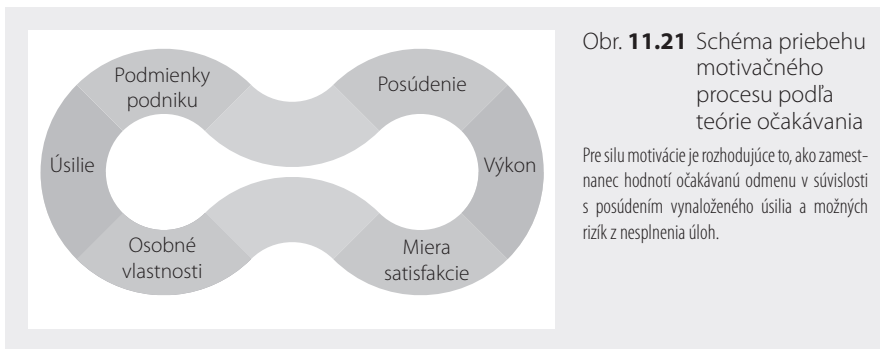 Podmienky
podniku
Posúdenie
Úsilie
Výkon
Osobné
vlastnosti
Miera
satisfakcie
Obr. 11.21 Schéma priebehu
motivačného
procesu podľa
teórie očakávania
Pre silu motivácie je rozhodujúce to, ako zamest-
nanec hodnotí očakávanú odmenu v súvislosti
s posúdením vynaloženého úsilia a možných
rizík z nesplnenia úloh.